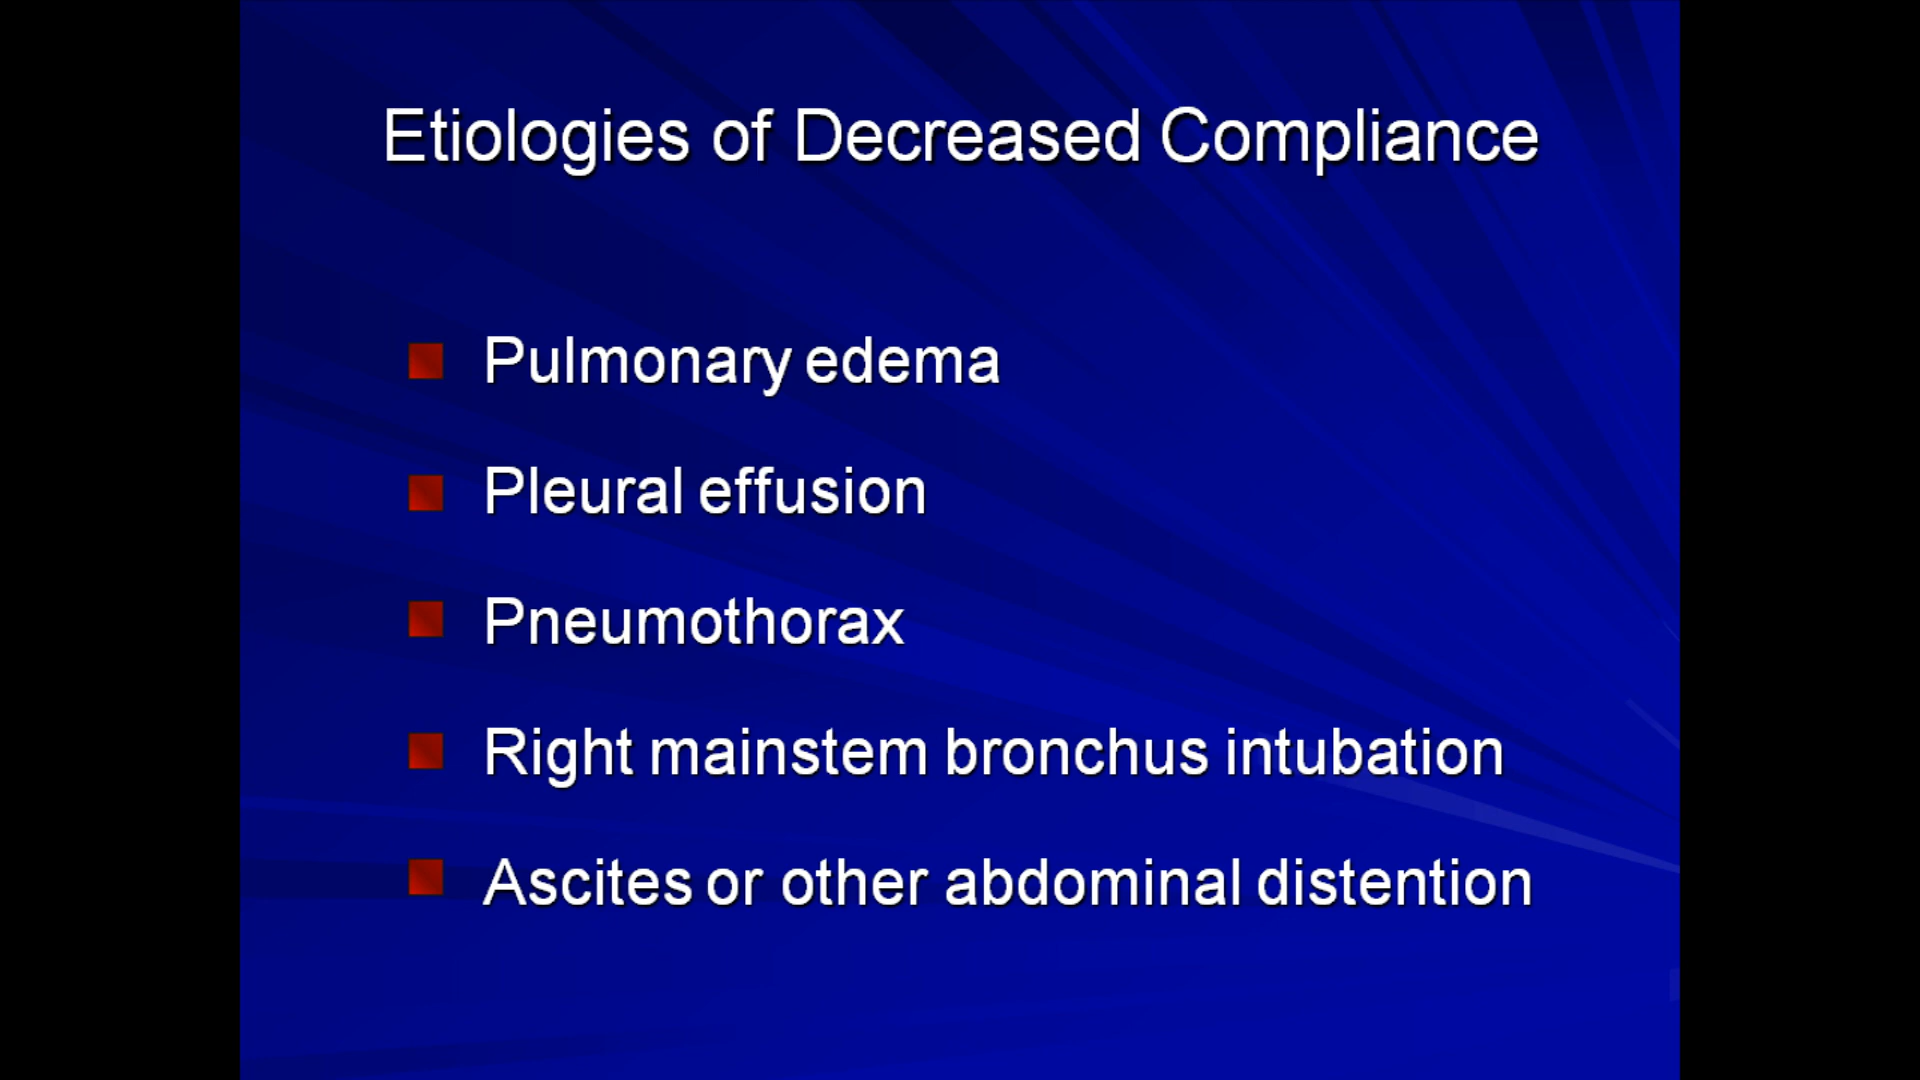 Etiologies of Decreased Compliance
Pulmonary edema
Pleural effusion
Pneumothorax
Right mainstem bronchus intubation
Ascites or other abdominal distention